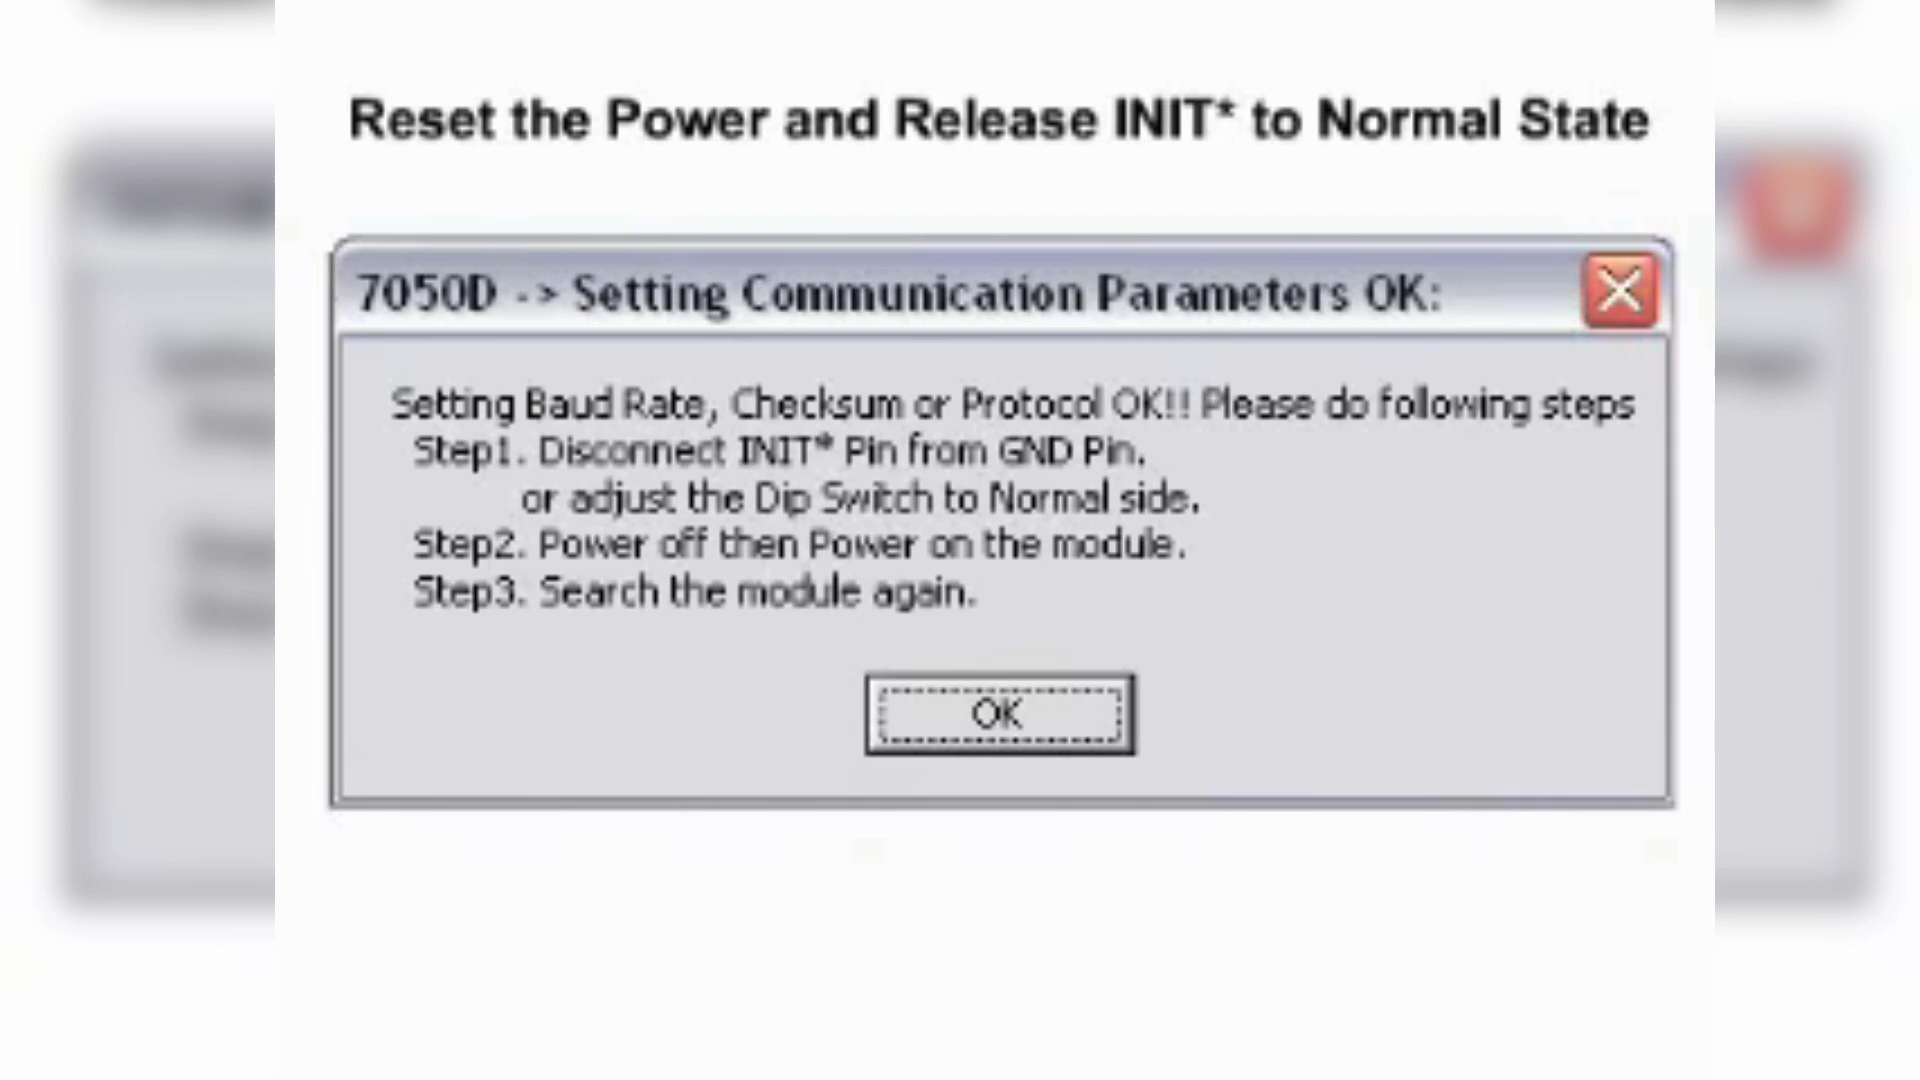 Reset the Power and Release INIT* to Normal State
7050D -> Setting Communication Parameters OK:
Setting Baud Rate, Checksum or Protocol OK!! Please do following steps
Step1. Disconnect INIT* Pin from GND Pin.
or adjust the Dip Switch to Normal side.
Step2. Power off then Power on the module.
Step3. Search the module again.
OK